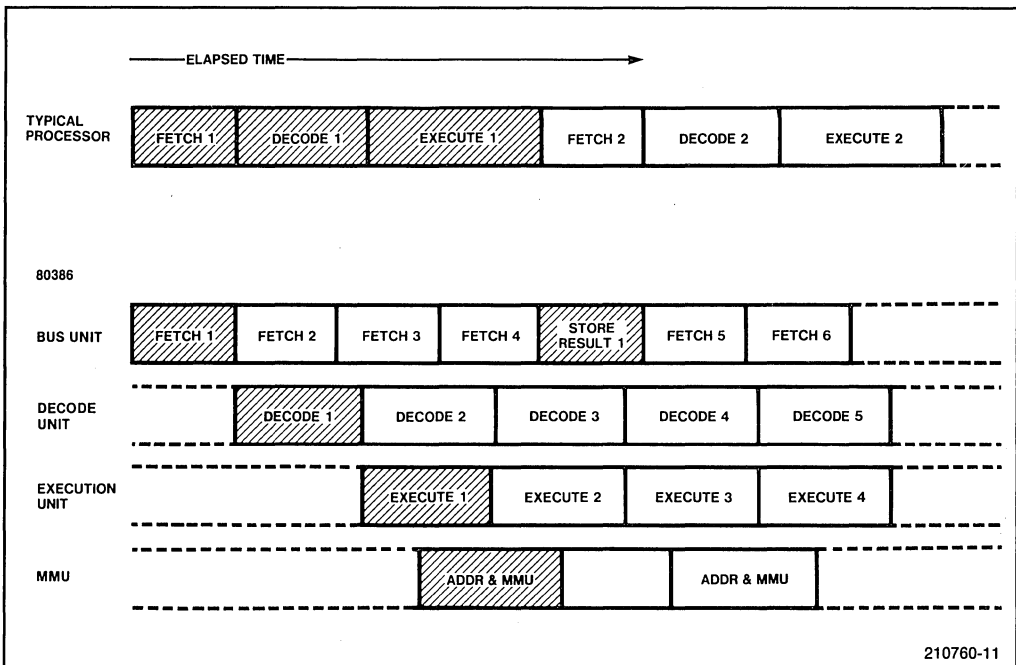 ELAPSED TIME
TYPICAL
PROCESSOR
FETCH 1
DECODE 1
EXECUTE 1
FETCH 2
DECODE 2
EXECUTE 2
80386
BUS UNIT
FETCH 1
FETCH 2
FETCH 3
FETCH 4
STORE
RESULT 1
FETCH 5
FETCH 6
DECODE
UNIT
DECODE 1
DECODE 2
DECODE 3
DECODE 4
DECODE 5
EXECUTION
UNIT
EXECUTE 1
EXECUTE 2
EXECUTE 3
EXECUTE 4
MMU
ADDR & MMU
ADDR & MMU
210760-11